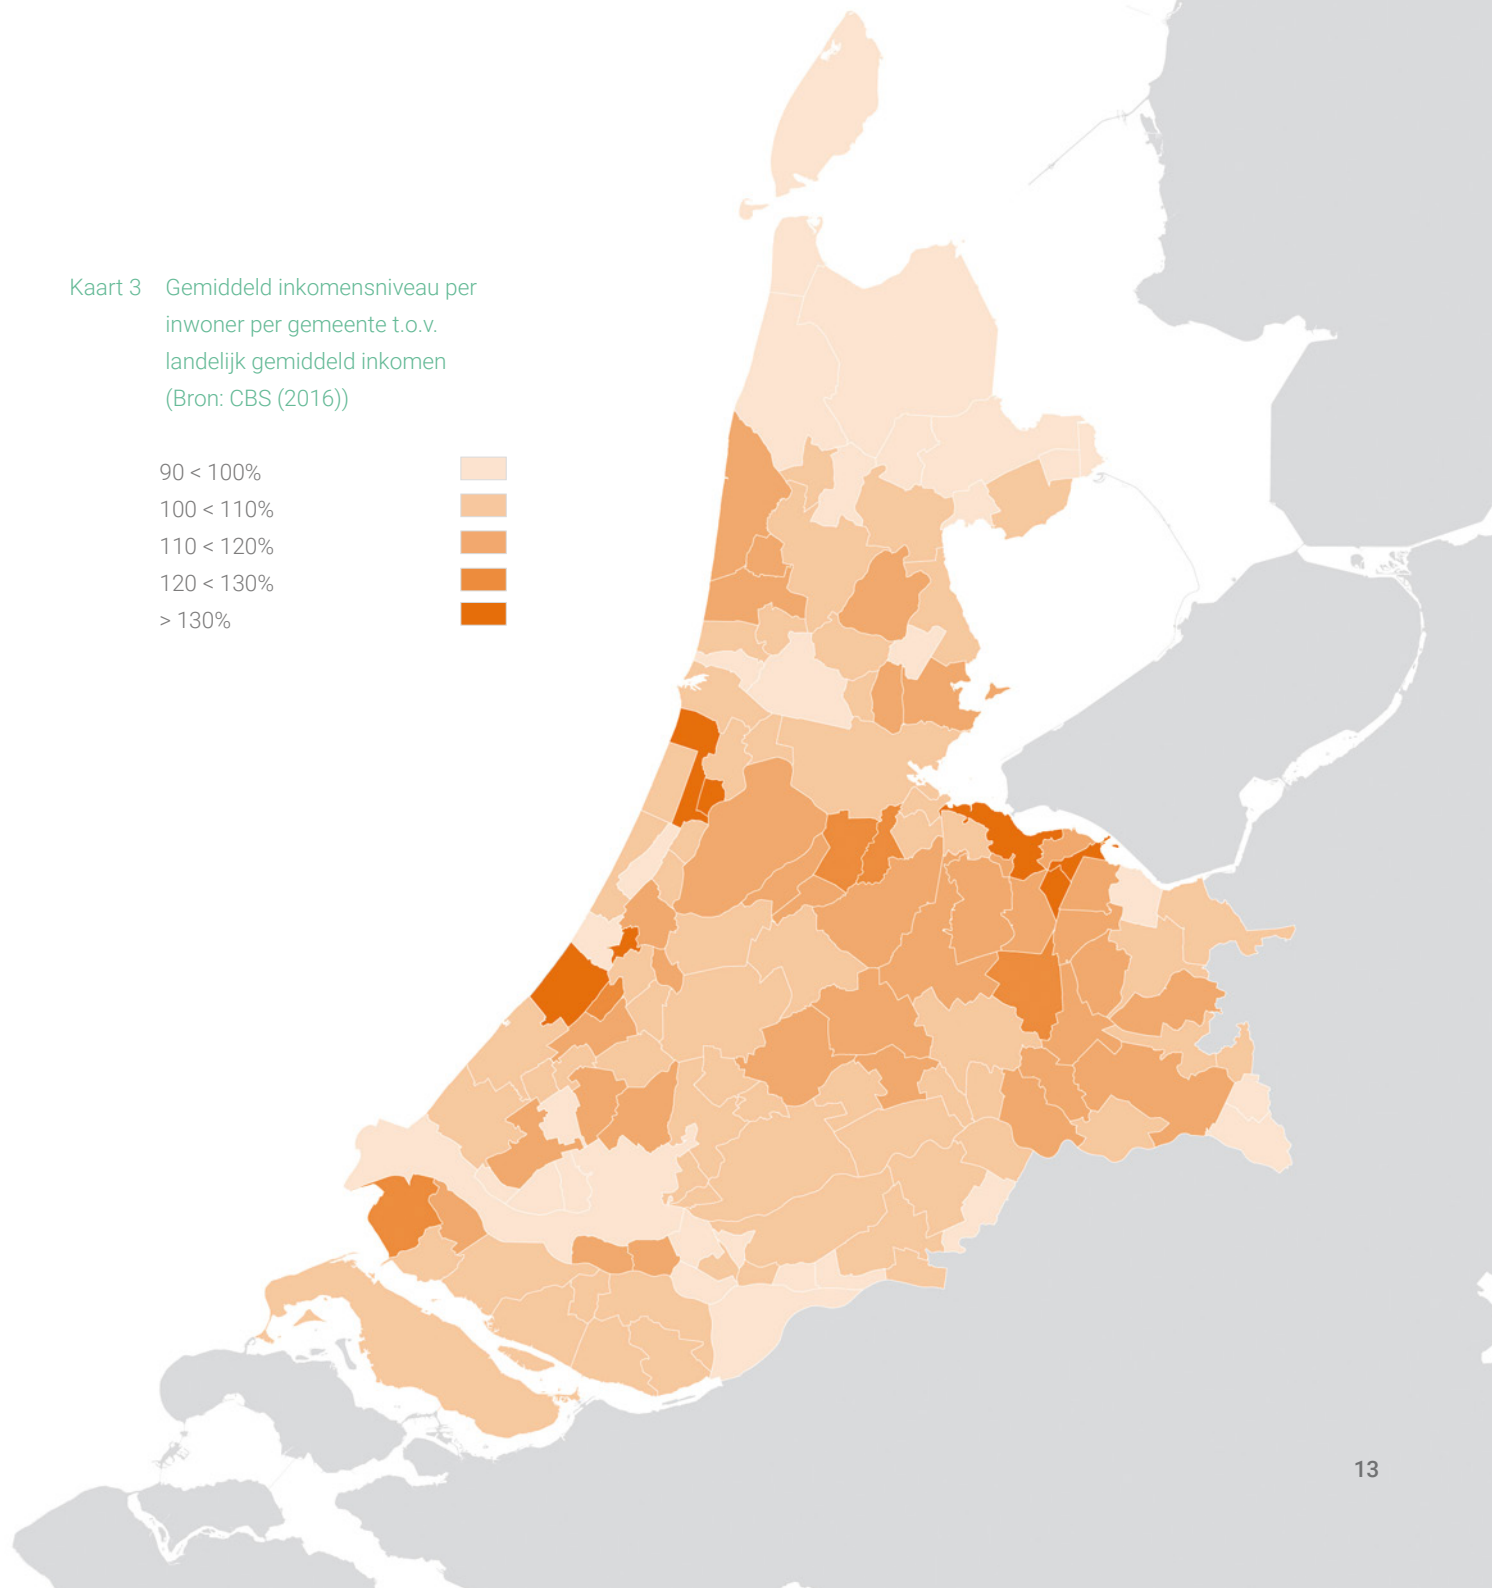 Kaart 3 Gemiddeld inkomensniveau per
inwoner per gemeente t.o.v.
landelijk gemiddeld inkomen
(Bron: CBS (2016))
90 < 100%
100 < 110%
110 < 120%
120 < 130%
> 130%
13